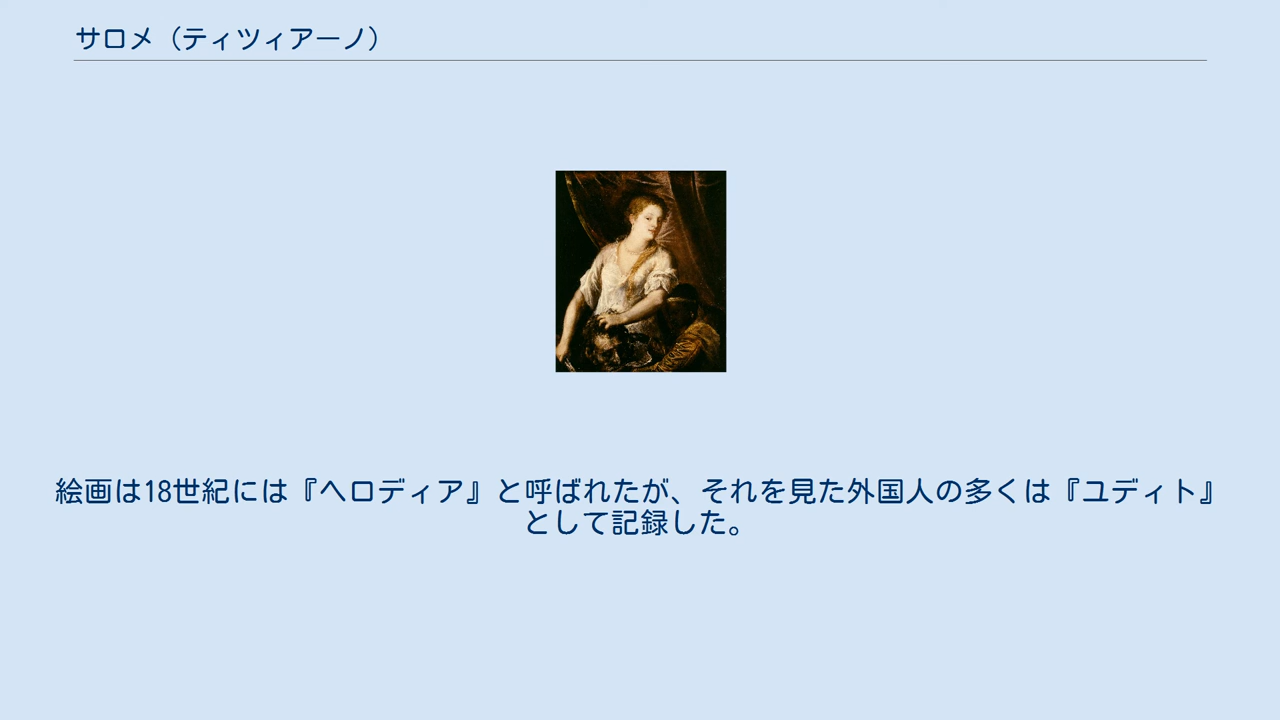 サロメ（ティツィアーノ）
絵画は18世紀には『ヘロディア』と呼ばれたが、それを見た外国人の多くは『ユディト』
として記録した。